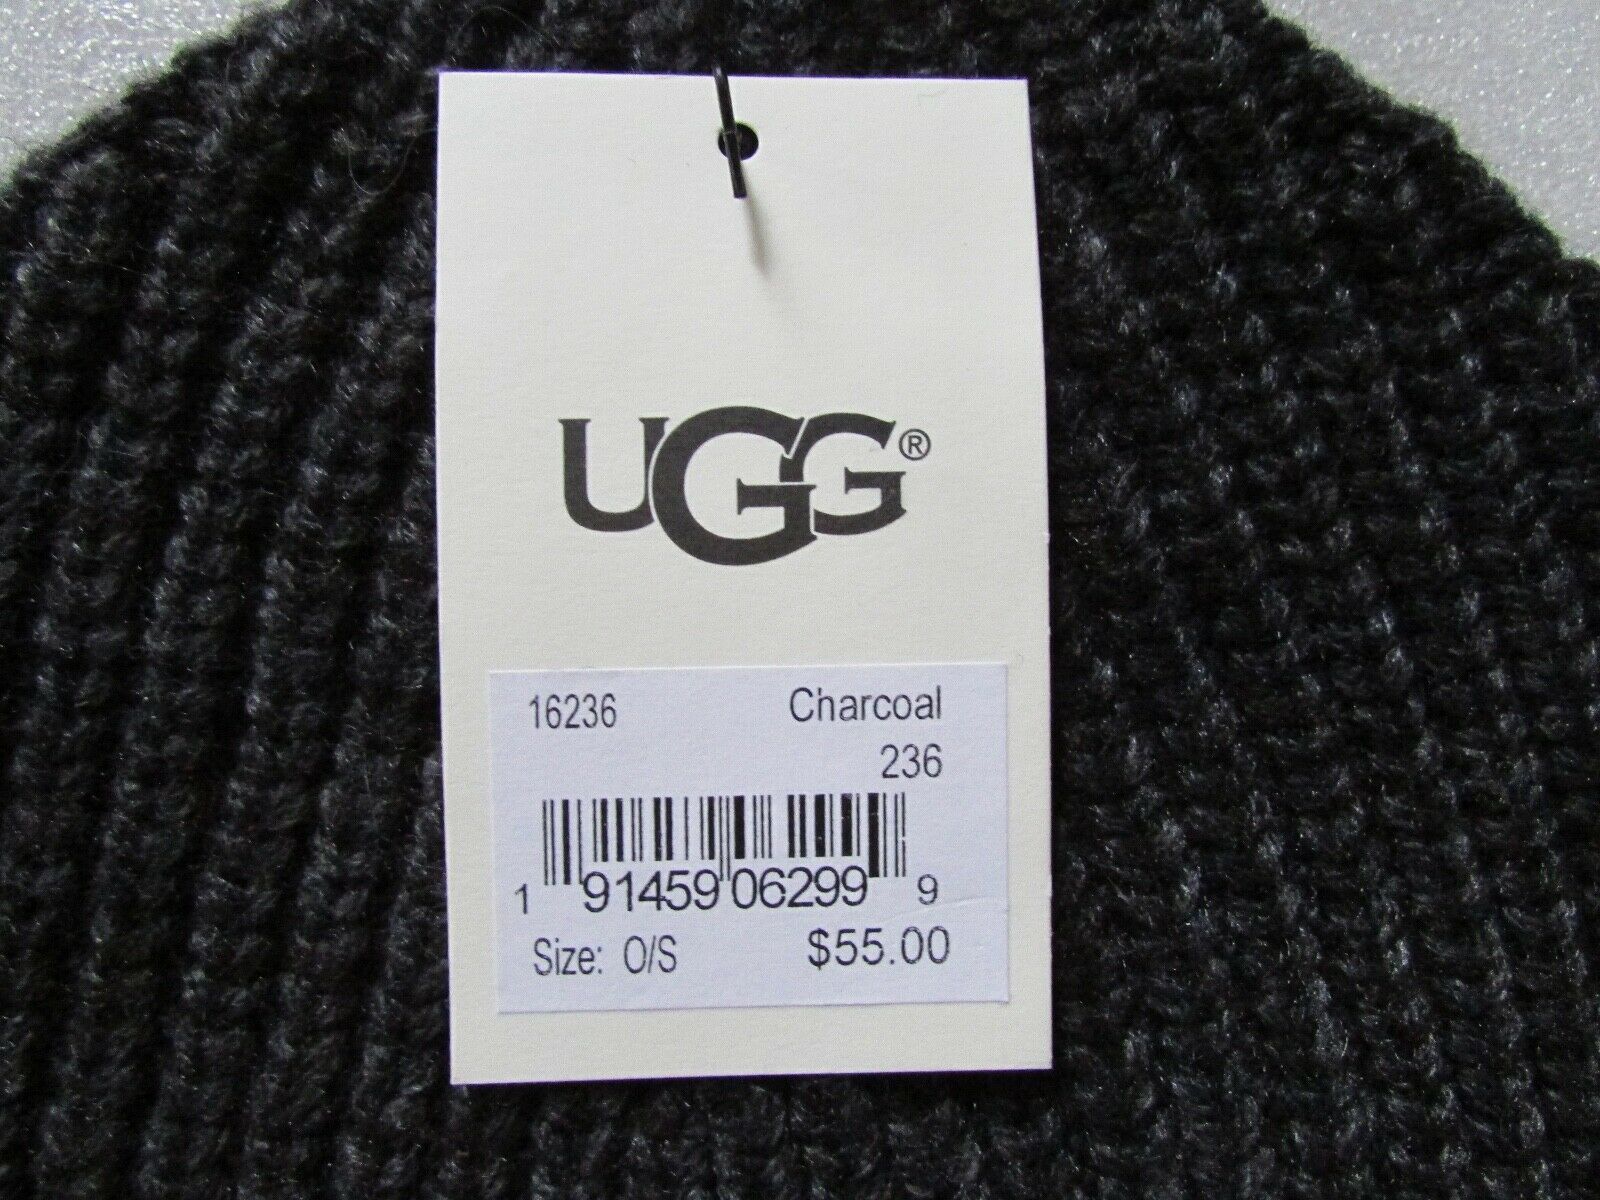 UGG®
16236 Charcoal
236
1 91459 06299 9
Size: O/S $55.00